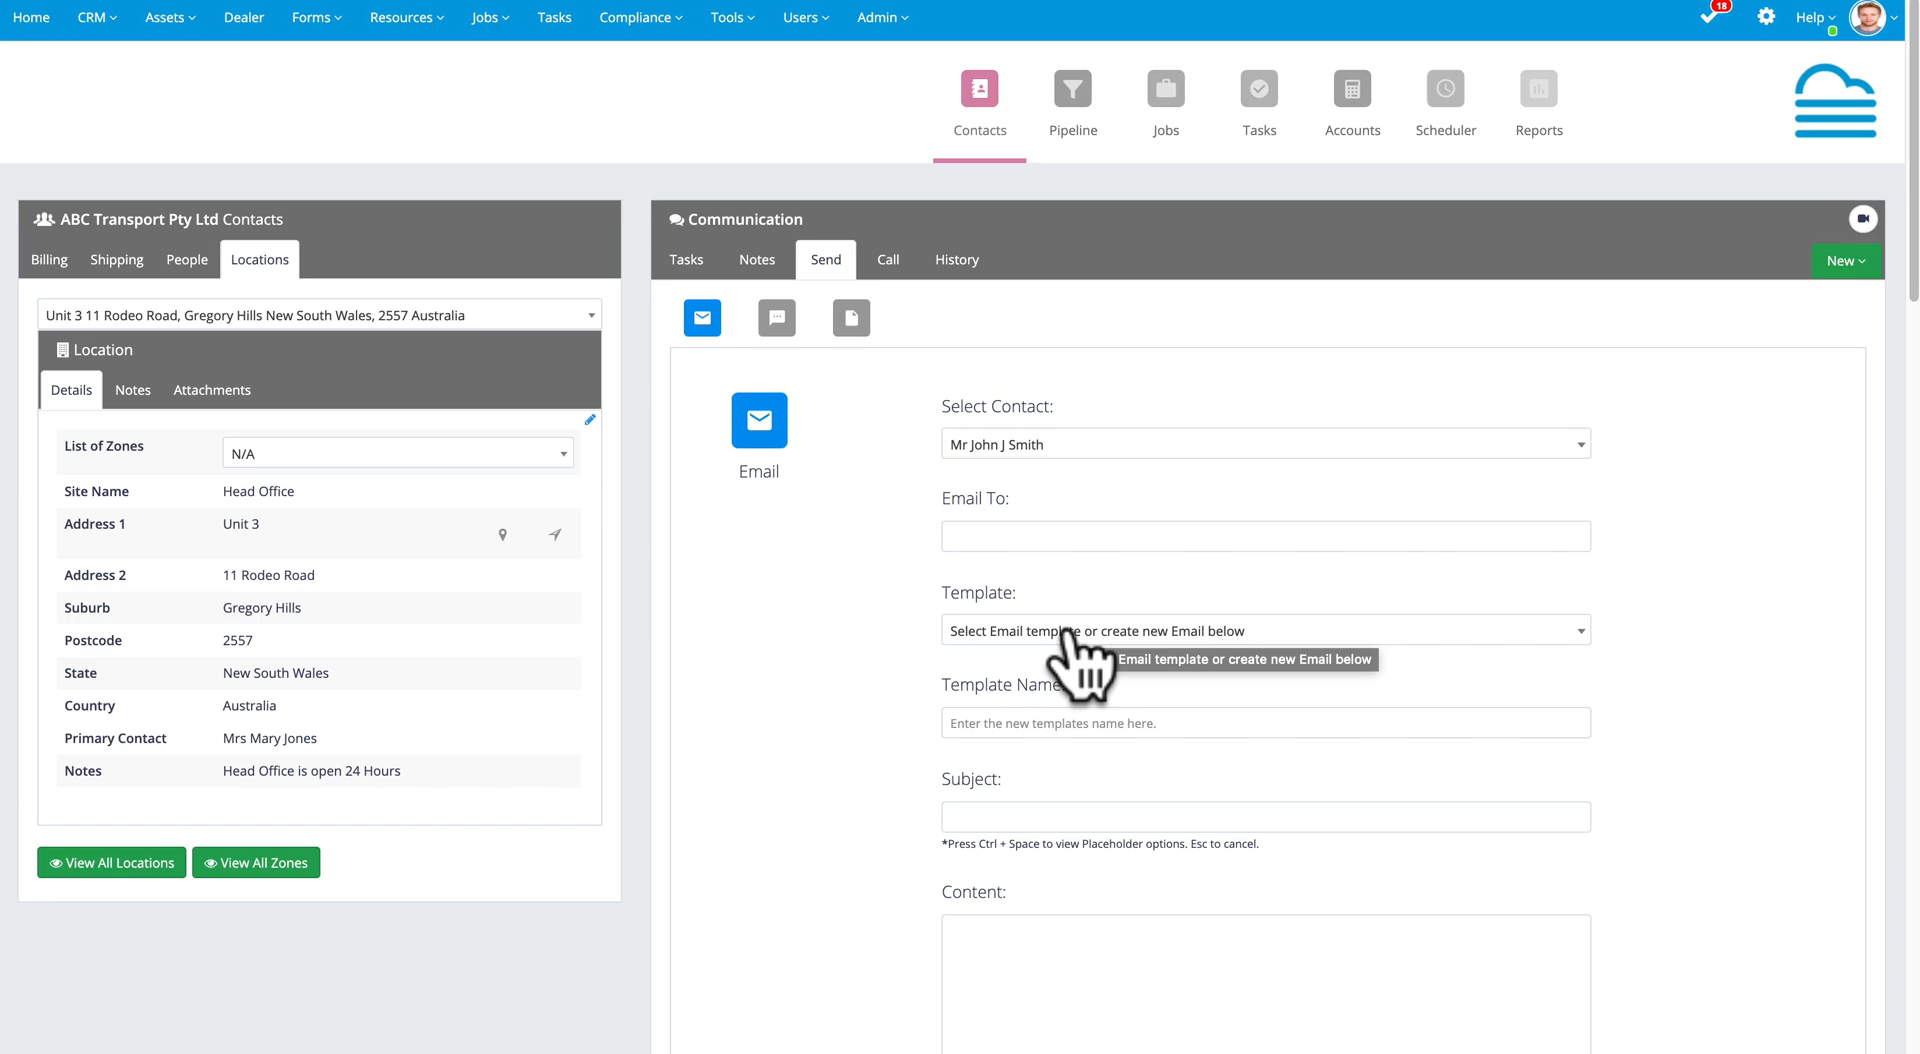 Home CRM Assets Dealer Forms Resources Jobs Tasks Compliance Tools Users Admin 18 Help
Contacts Pipeline Jobs Tasks Accounts Scheduler Reports
ABC Transport Pty Ltd Contacts
Billing Shipping People Locations
Unit 3 11 Rodeo Road, Gregory Hills New South Wales, 2557 Australia
Location
Details Notes Attachments
List of Zones N/A
Site Name Head Office
Address 1 Unit 3
Address 2 11 Rodeo Road
Suburb Gregory Hills
Postcode 2557
State New South Wales
Country Australia
Primary Contact Mrs Mary Jones
Notes Head Office is open 24 Hours
View All Locations View All Zones
Communication
Tasks Notes Send Call History New
Email
Select Contact:
Mr John J Smith
Email To:
Template:
Select Email template or create new Email below
Email template or create new Email below
Template Name:
Enter the new templates name here.
Subject:
*Press Ctrl + Space to view Placeholder options. Esc to cancel.
Content: